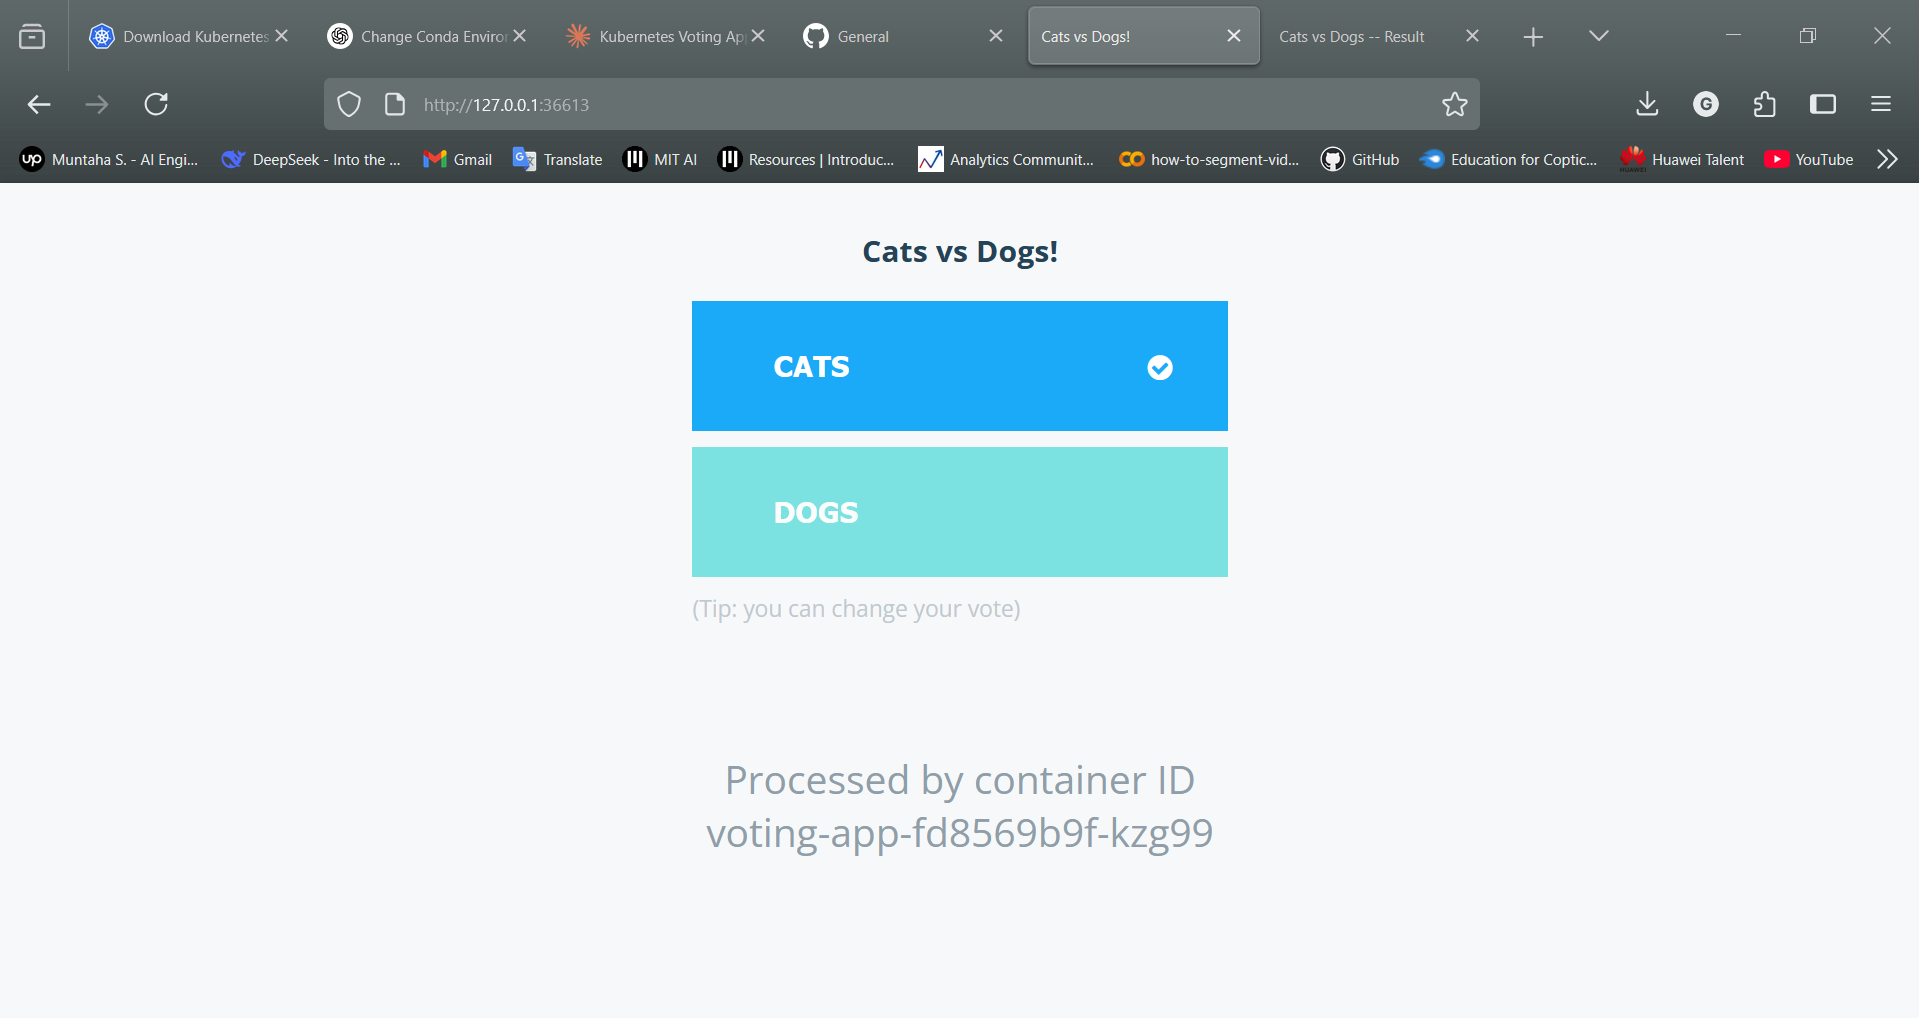 Download Kubernetes
Change Conda Enviror
Kubernetes Voting Ap
General
Cats vs Dogs!
Cats vs Dogs -- Result
http://127.0.0.1:36613
G
up Muntaha S. - AI Engi...
DeepSeek - Into the ...
Gmail
Translate
MIT AI
Resources | Introduc...
Analytics Communit...
how-to-segment-vid...
GitHub
Education for Coptic...
HUAWEI Huawei Talent
YouTube
Cats vs Dogs!
CATS
DOGS
(Tip: you can change your vote)
Processed by container ID
voting-app-fd8569b9f-kzg99